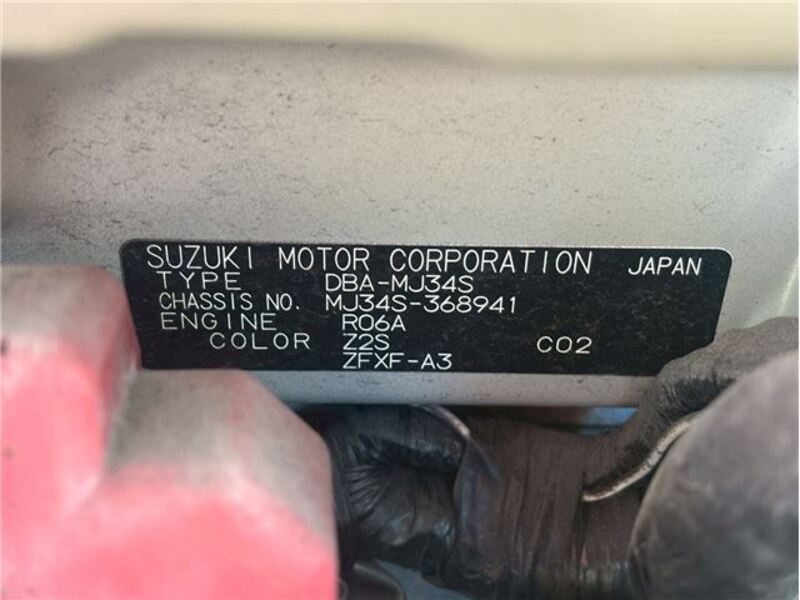 SUZUKI MOTOR CORPORATION JAPAN
TYPE DBA-MJ34S
CHASSIS NO. MJ34S-368941
ENGINE R06A
COLOR Z2S C02
ZFXF-A3